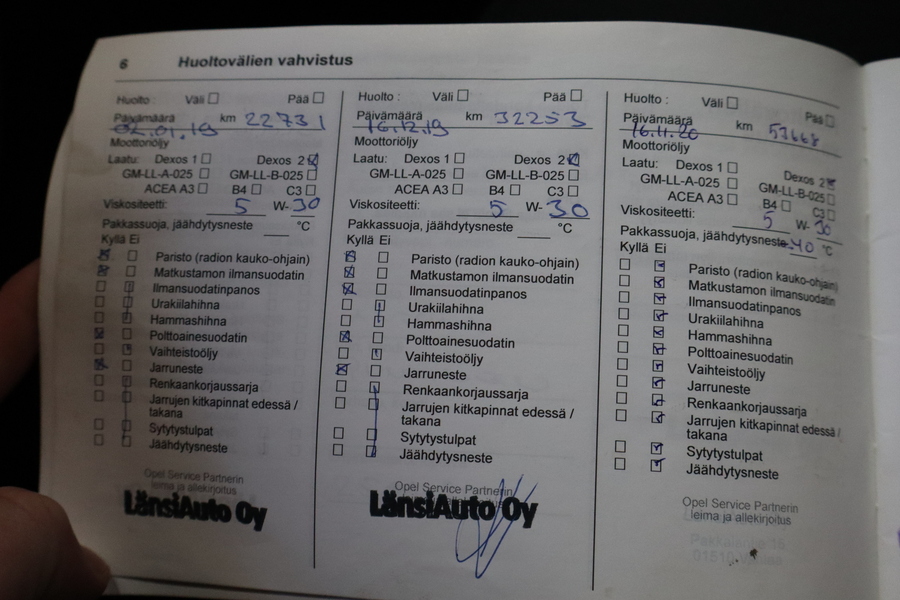 6 Huoltovälien vahvistus
Huolto : Väli Pää
Päivämäärä 02.01.19 km 22731
Moottoriöljy
Laatu: Dexos 1 Dexos 2
GM-LL-A-025 GM-LL-B-025
ACEA A3 B4 C3
Viskositeetti: 5 W- 30
Pakkassuoja, jäähdytysneste °C
Kyllä Ei
Paristo (radion kauko-ohjain)
Matkustamon ilmansuodatin
Ilmansuodatinpanos
Urakiilahihna
Hammashihna
Polttoainesuodatin
Vaihteistoöljy
Jarruneste
Renkaankorjaussarja
Jarrujen kitkapinnat edessä /
takana
Sytytystulpat
Jäähdytysneste
Opel Service Partnerin
leima ja allekirjoitus
LänsiAuto Oy
Huolto : Väli Pää
Päivämäärä 16.12.19 km 32253
Moottoriöljy
Laatu: Dexos 1 Dexos 2
GM-LL-A-025 GM-LL-B-025
ACEA A3 B4 C3
Viskositeetti: 5 W- 30
Pakkassuoja, jäähdytysneste °C
Kyllä Ei
Paristo (radion kauko-ohjain)
Matkustamon ilmansuodatin
Ilmansuodatinpanos
Urakiilahihna
Hammashihna
Polttoainesuodatin
Vaihteistoöljy
Jarruneste
Renkaankorjaussarja
Jarrujen kitkapinnat edessä /
takana
Sytytystulpat
Jäähdytysneste
Opel Service Partnerin
LänsiAuto Oy
Huolto : Väli Pää
Päivämäärä 16.11.20 km 53668
Moottoriöljy
Laatu: Dexos 1 Dexos 2
GM-LL-A-025 GM-LL-B-025
ACEA A3 B4 C3
Viskositeetti: 5 W- 30
Pakkassuoja, jäähdytysneste -40 °C
Kyllä Ei
Paristo (radion kauko-ohjain)
Matkustamon ilmansuodatin
Ilmansuodatinpanos
Urakiilahihna
Hammashihna
Polttoainesuodatin
Vaihteistoöljy
Jarruneste
Renkaankorjaussarja
Jarrujen kitkapinnat edessä /
takana
Sytytystulpat
Jäähdytysneste
Opel Service Partnerin
leima ja allekirjoitus